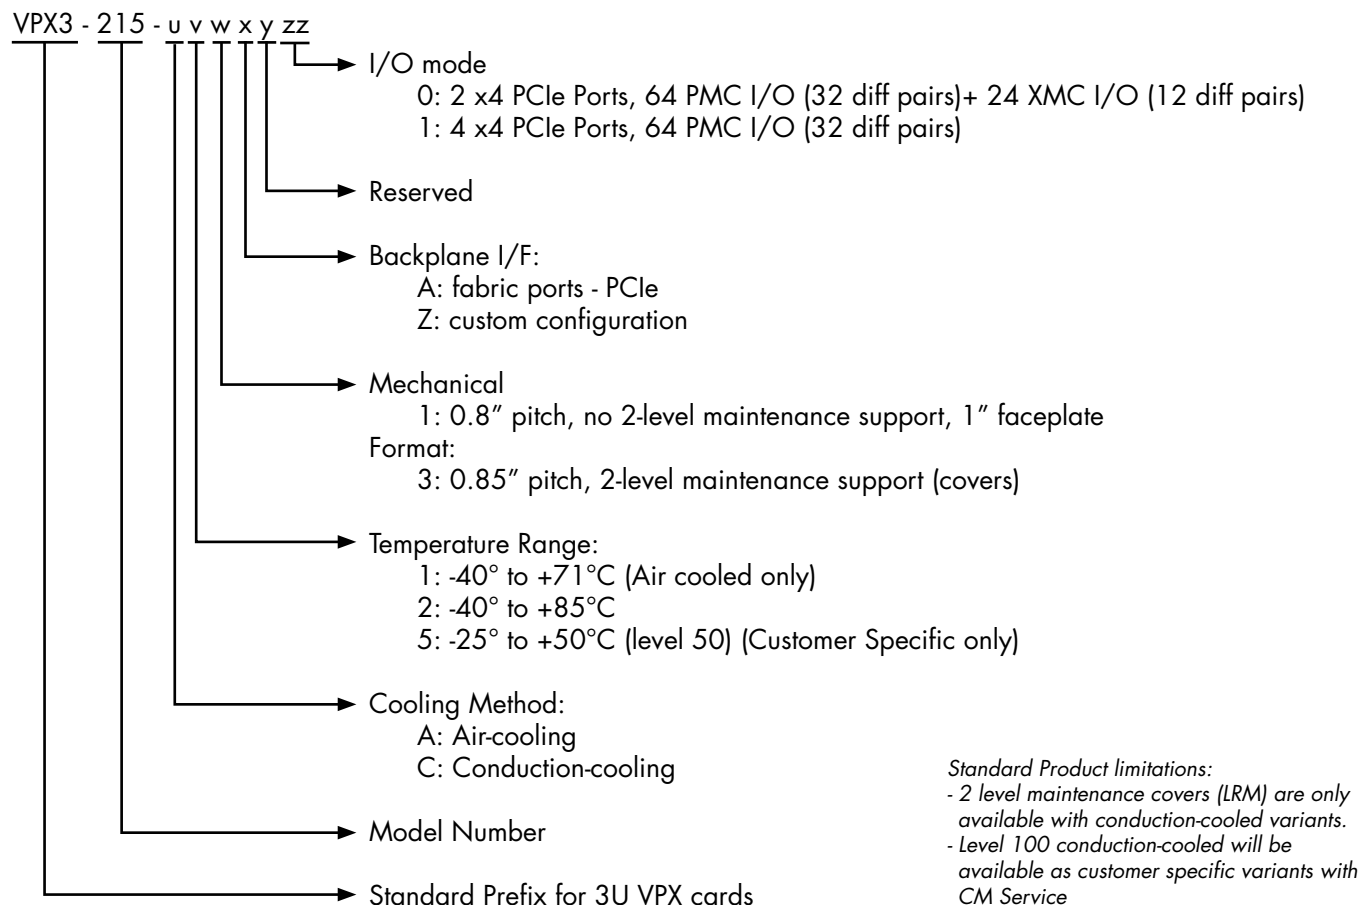 VPX3 - 215 - u v w x y zz
I/O mode
0: 2 x4 PCIe Ports, 64 PMC I/O (32 diff pairs)+ 24 XMC I/O (12 diff pairs)
1: 4 x4 PCIe Ports, 64 PMC I/O (32 diff pairs)
Reserved
Backplane I/F:
A: fabric ports - PCIe
Z: custom configuration
Mechanical
1: 0.8” pitch, no 2-level maintenance support, 1” faceplate
Format:
3: 0.85” pitch, 2-level maintenance support (covers)
Temperature Range:
1: -40° to +71°C (Air cooled only)
2: -40° to +85°C
5: -25° to +50°C (level 50) (Customer Specific only)
Cooling Method:
A: Air-cooling
C: Conduction-cooling
Model Number
Standard Prefix for 3U VPX cards
Standard Product limitations:
- 2 level maintenance covers (LRM) are only
available with conduction-cooled variants.
- Level 100 conduction-cooled will be
available as customer specific variants with
CM Service